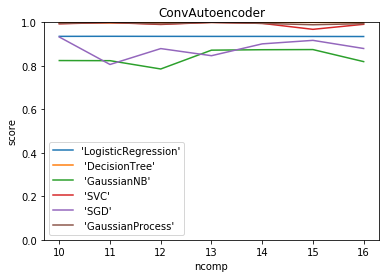 ConvAutoencoder
score
1.0
0.8
0.6
0.4
0.2
0.0
'LogisticRegression'
'DecisionTree'
'GaussianNB'
'SVC'
'SGD'
'GaussianProcess'
10 11 12 13 14 15 16
ncomp